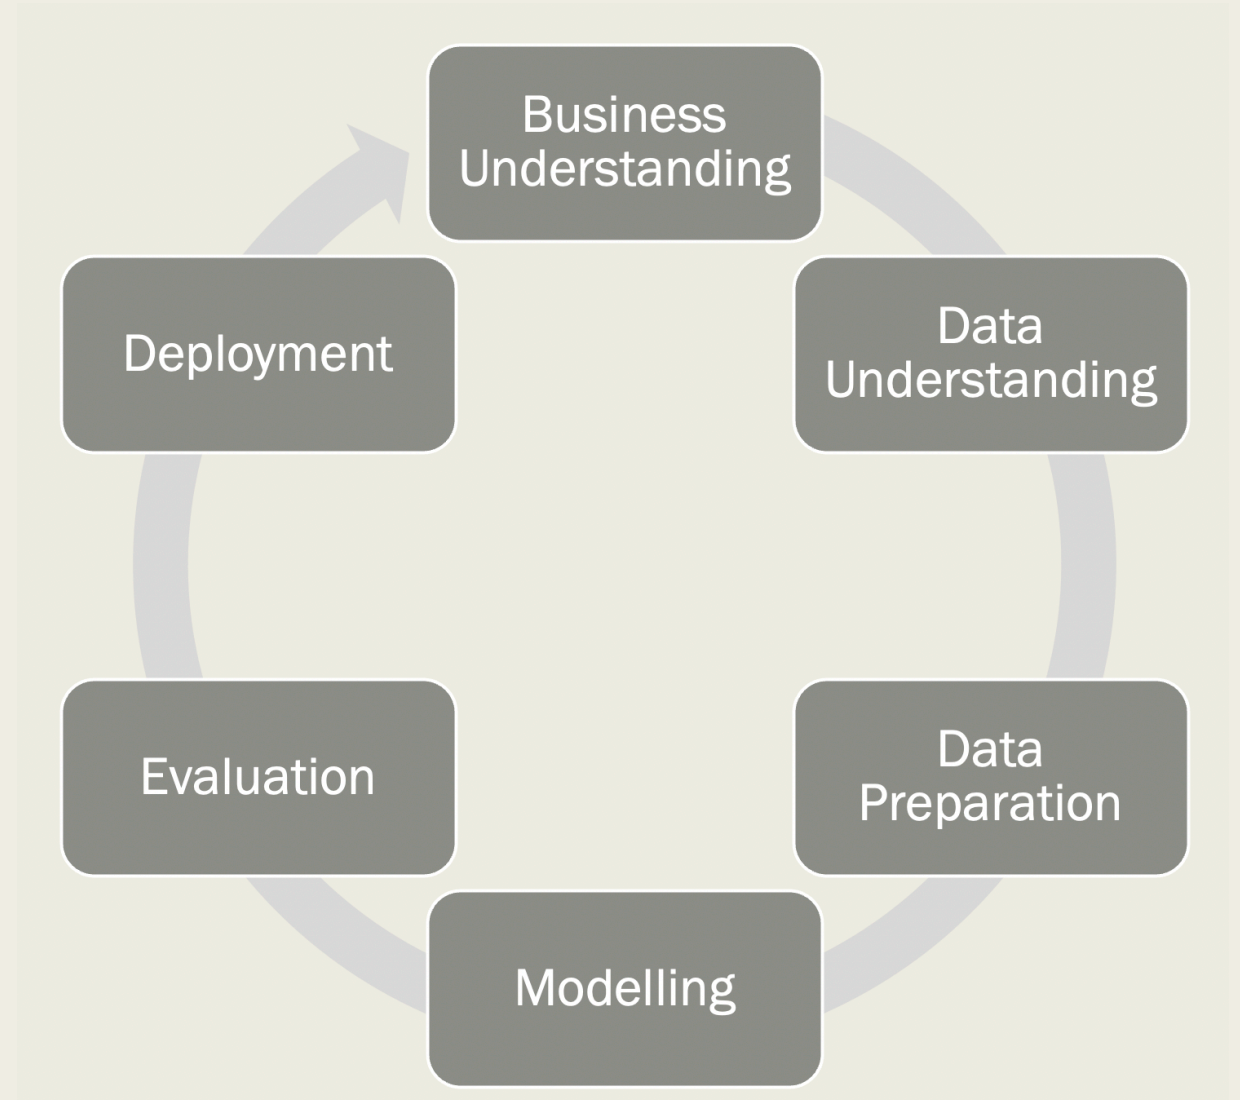 Business
Understanding
Data
Understanding
Data
Preparation
Modelling
Evaluation
Deployment